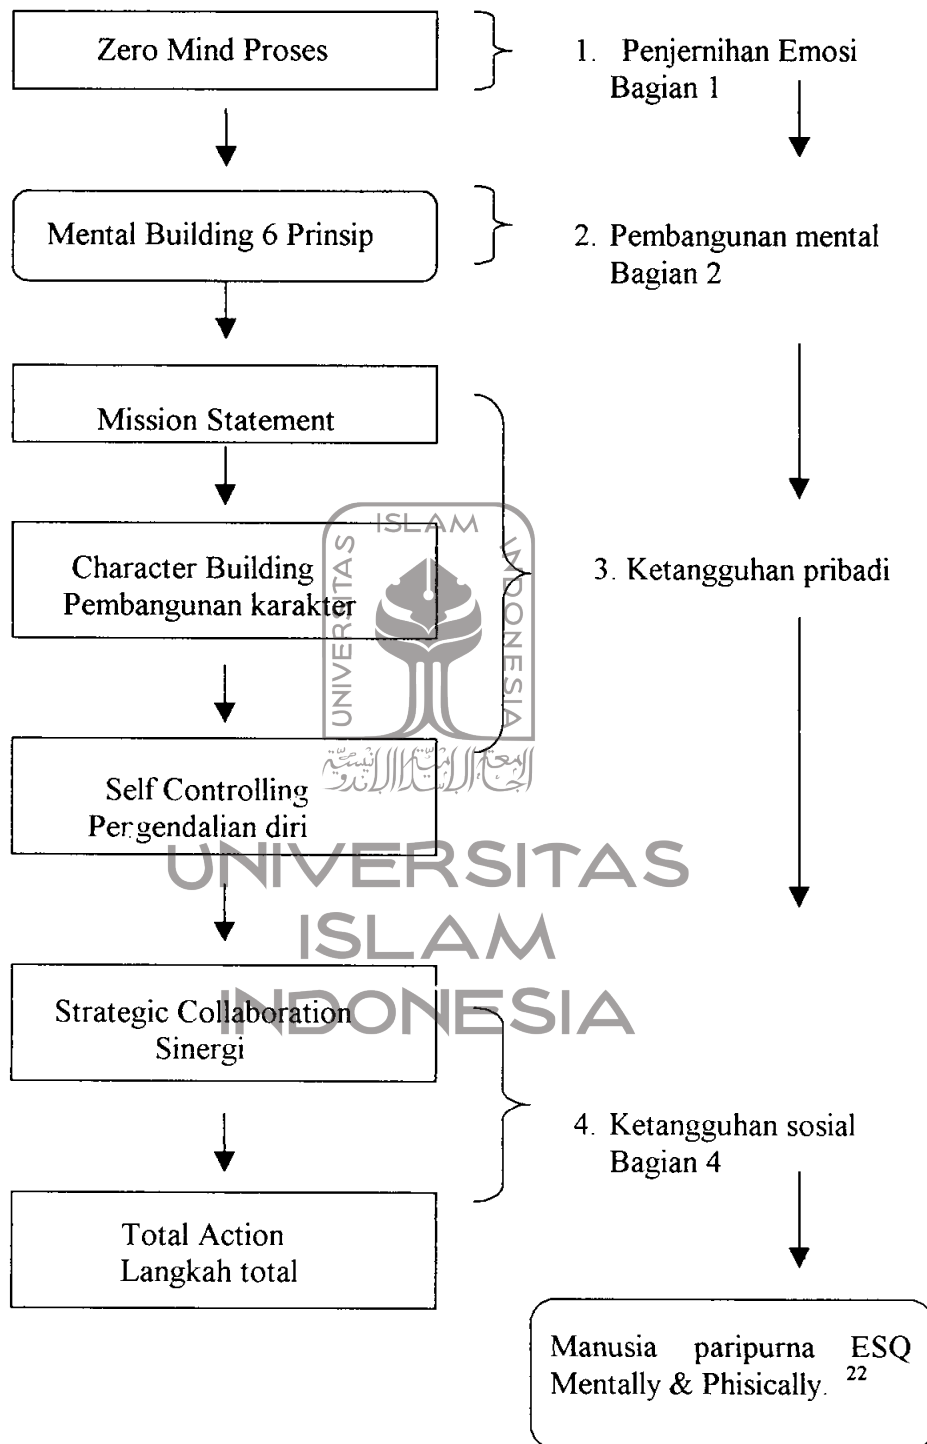 Zero Mind Proses
1. Penjernihan Emosi
Bagian 1
Mental Building 6 Prinsip
2. Pembangunan mental
Bagian 2
Mission Statement
Character Building
Pembangunan karakter
3. Ketangguhan pribadi
Self Controlling
Pengendalian diri
Strategic Collaboration
Sinergi
4. Ketangguhan sosial
Bagian 4
Total Action
Langkah total
Manusia paripurna ESQ
Mentally & Phisically. 22
ISLAM
UNIVERSITAS
INDONESIA
UNIVERSITAS
ISLAM
INDONESIA